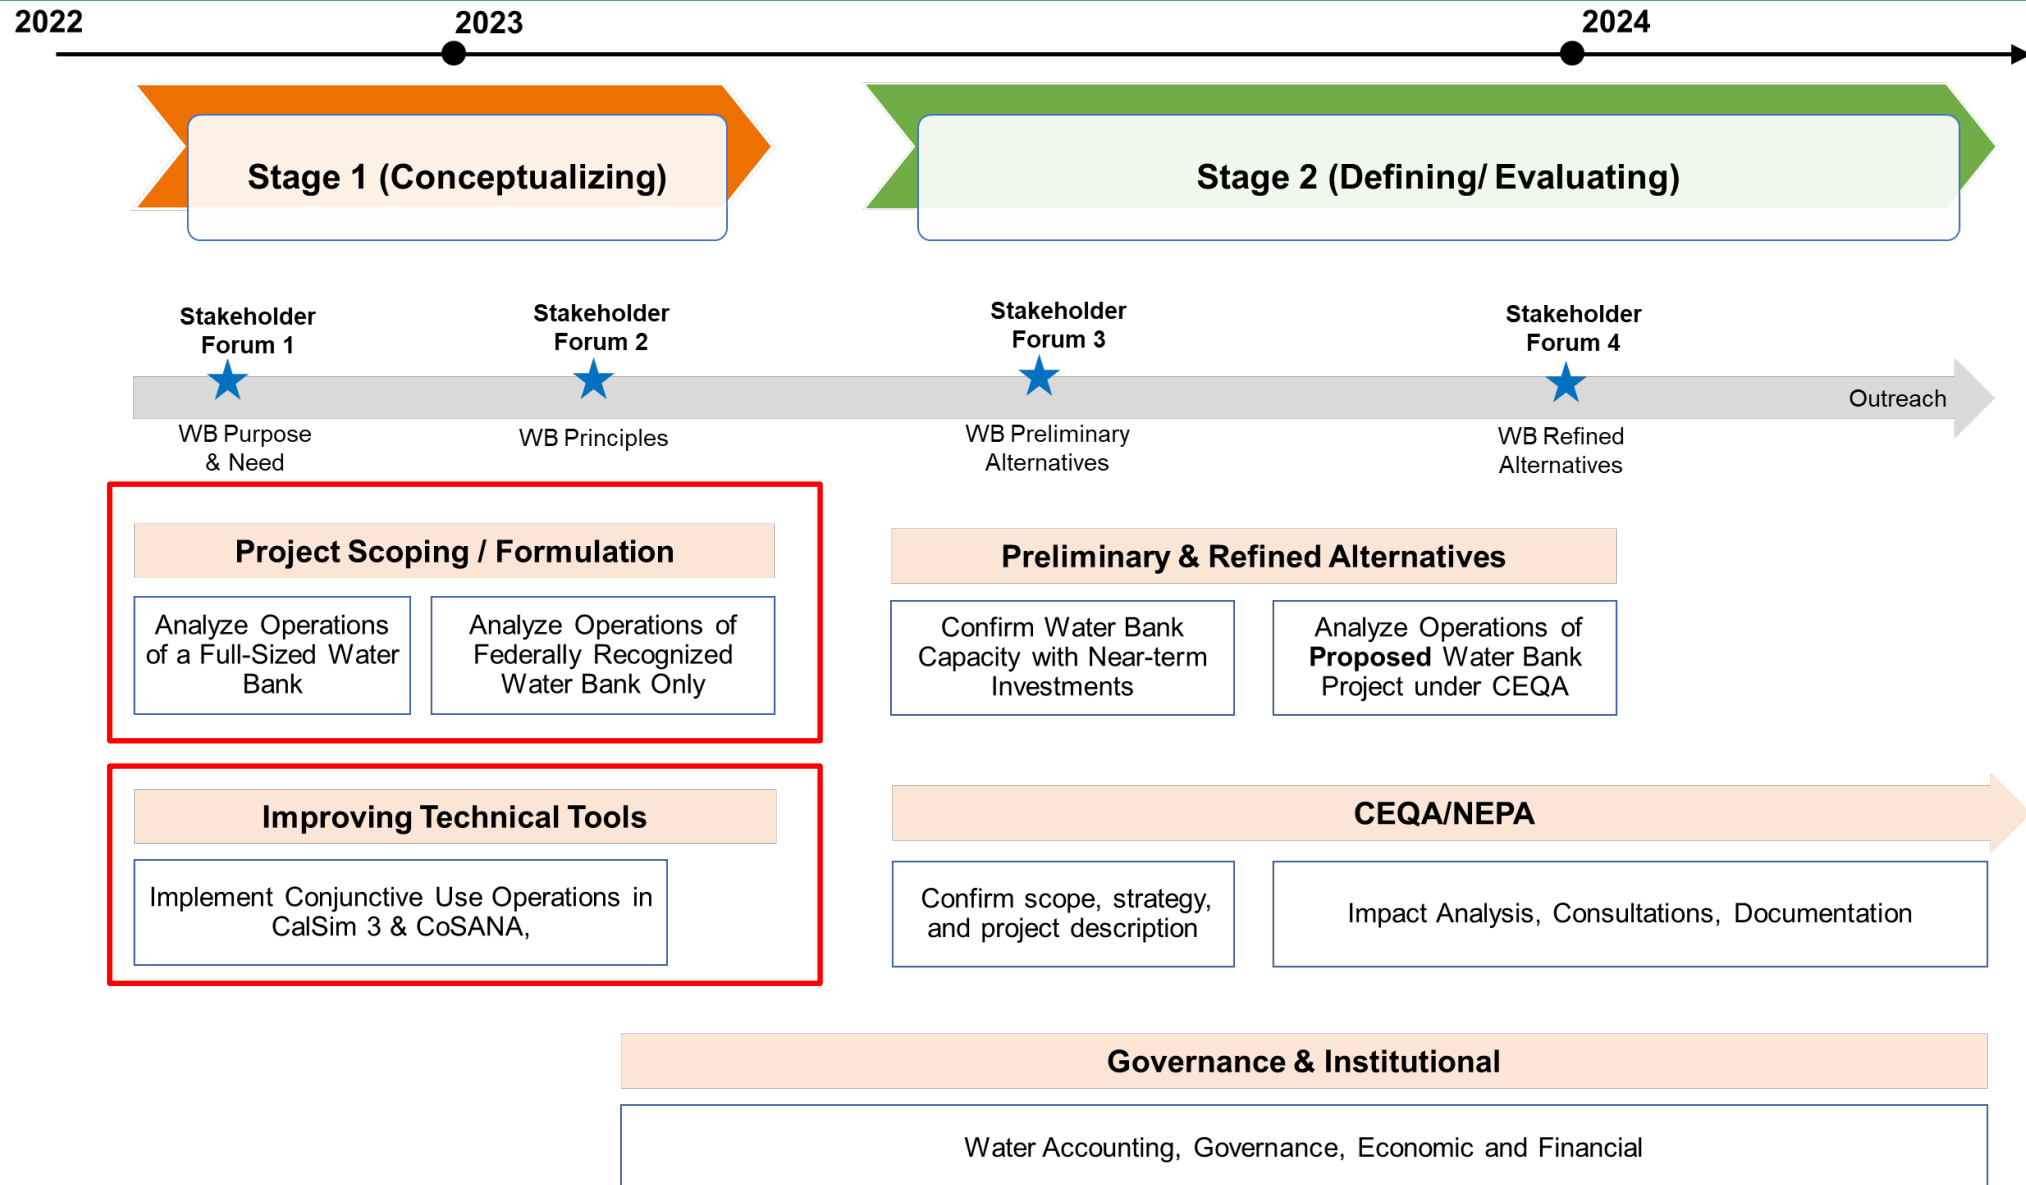 2022
2023
2024
Stage 1 (Conceptualizing)
Stage 2 (Defining/ Evaluating)
Stakeholder
Forum 1
Stakeholder
Forum 2
Stakeholder
Forum 3
Stakeholder
Forum 4
Outreach
WB Purpose
& Need
WB Principles
WB Preliminary
Alternatives
WB Refined
Alternatives
Project Scoping / Formulation
Analyze Operations
of a Full-Sized Water
Bank
Analyze Operations of
Federally Recognized
Water Bank Only
Preliminary & Refined Alternatives
Confirm Water Bank
Capacity with Near-term
Investments
Analyze Operations of
Proposed Water Bank
Project under CEQA
Improving Technical Tools
Implement Conjunctive Use Operations in
CalSim 3 & CoSANA,
CEQA/NEPA
Confirm scope, strategy,
and project description
Impact Analysis, Consultations, Documentation
Governance & Institutional
Water Accounting, Governance, Economic and Financial